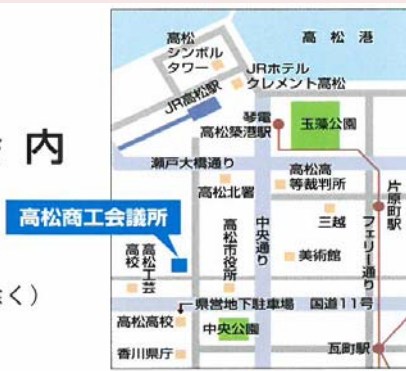 高松
シンボル
タワー
高松港
JRホテル
クレメント高松
JR高松駅
琴電
高松築港駅
玉藻公園
内
瀬戸大橋通り
高松北署
高松高
等裁判所
片原町駅
高松商工会議所
三越
フェリー通り
中央通り
高松市役所
美術館
高松工芸
高校
く）
県営地下駐車場
国道11号
高松高校
中央公園
香川県庁
瓦町駅